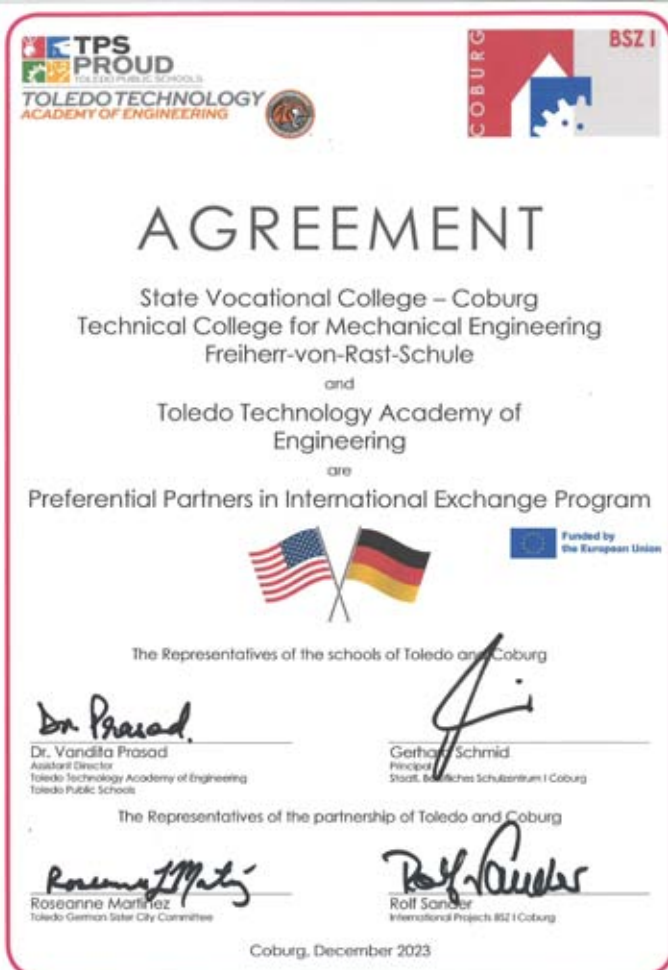 TPS
PROUD
TOLEDO PUBLIC SCHOOLS
TOLEDO TECHNOLOGY
ACADEMY OF ENGINEERING
COBURG
BSZ I
AGREEMENT
State Vocational College – Coburg
Technical College for Mechanical Engineering
Freiherr-von-Rast-Schule
and
Toledo Technology Academy of
Engineering
are
Preferential Partners in International Exchange Program
Funded by
the European Union
The Representatives of the schools of Toledo and Coburg
Dr. Prasad.
Dr. Vandita Prasad
Assistant Director
Toledo Technology Academy of Engineering
Toledo Public Schools
Gerhard Schmid
Principal
Staatl. Berufliches Schulzentrum I Coburg
The Representatives of the partnership of Toledo and Coburg
Roseanne Martinez
Toledo German Sister City Committee
Rolf Sander
Rolf Sander
International Projects BSZ I Coburg
Coburg, December 2023